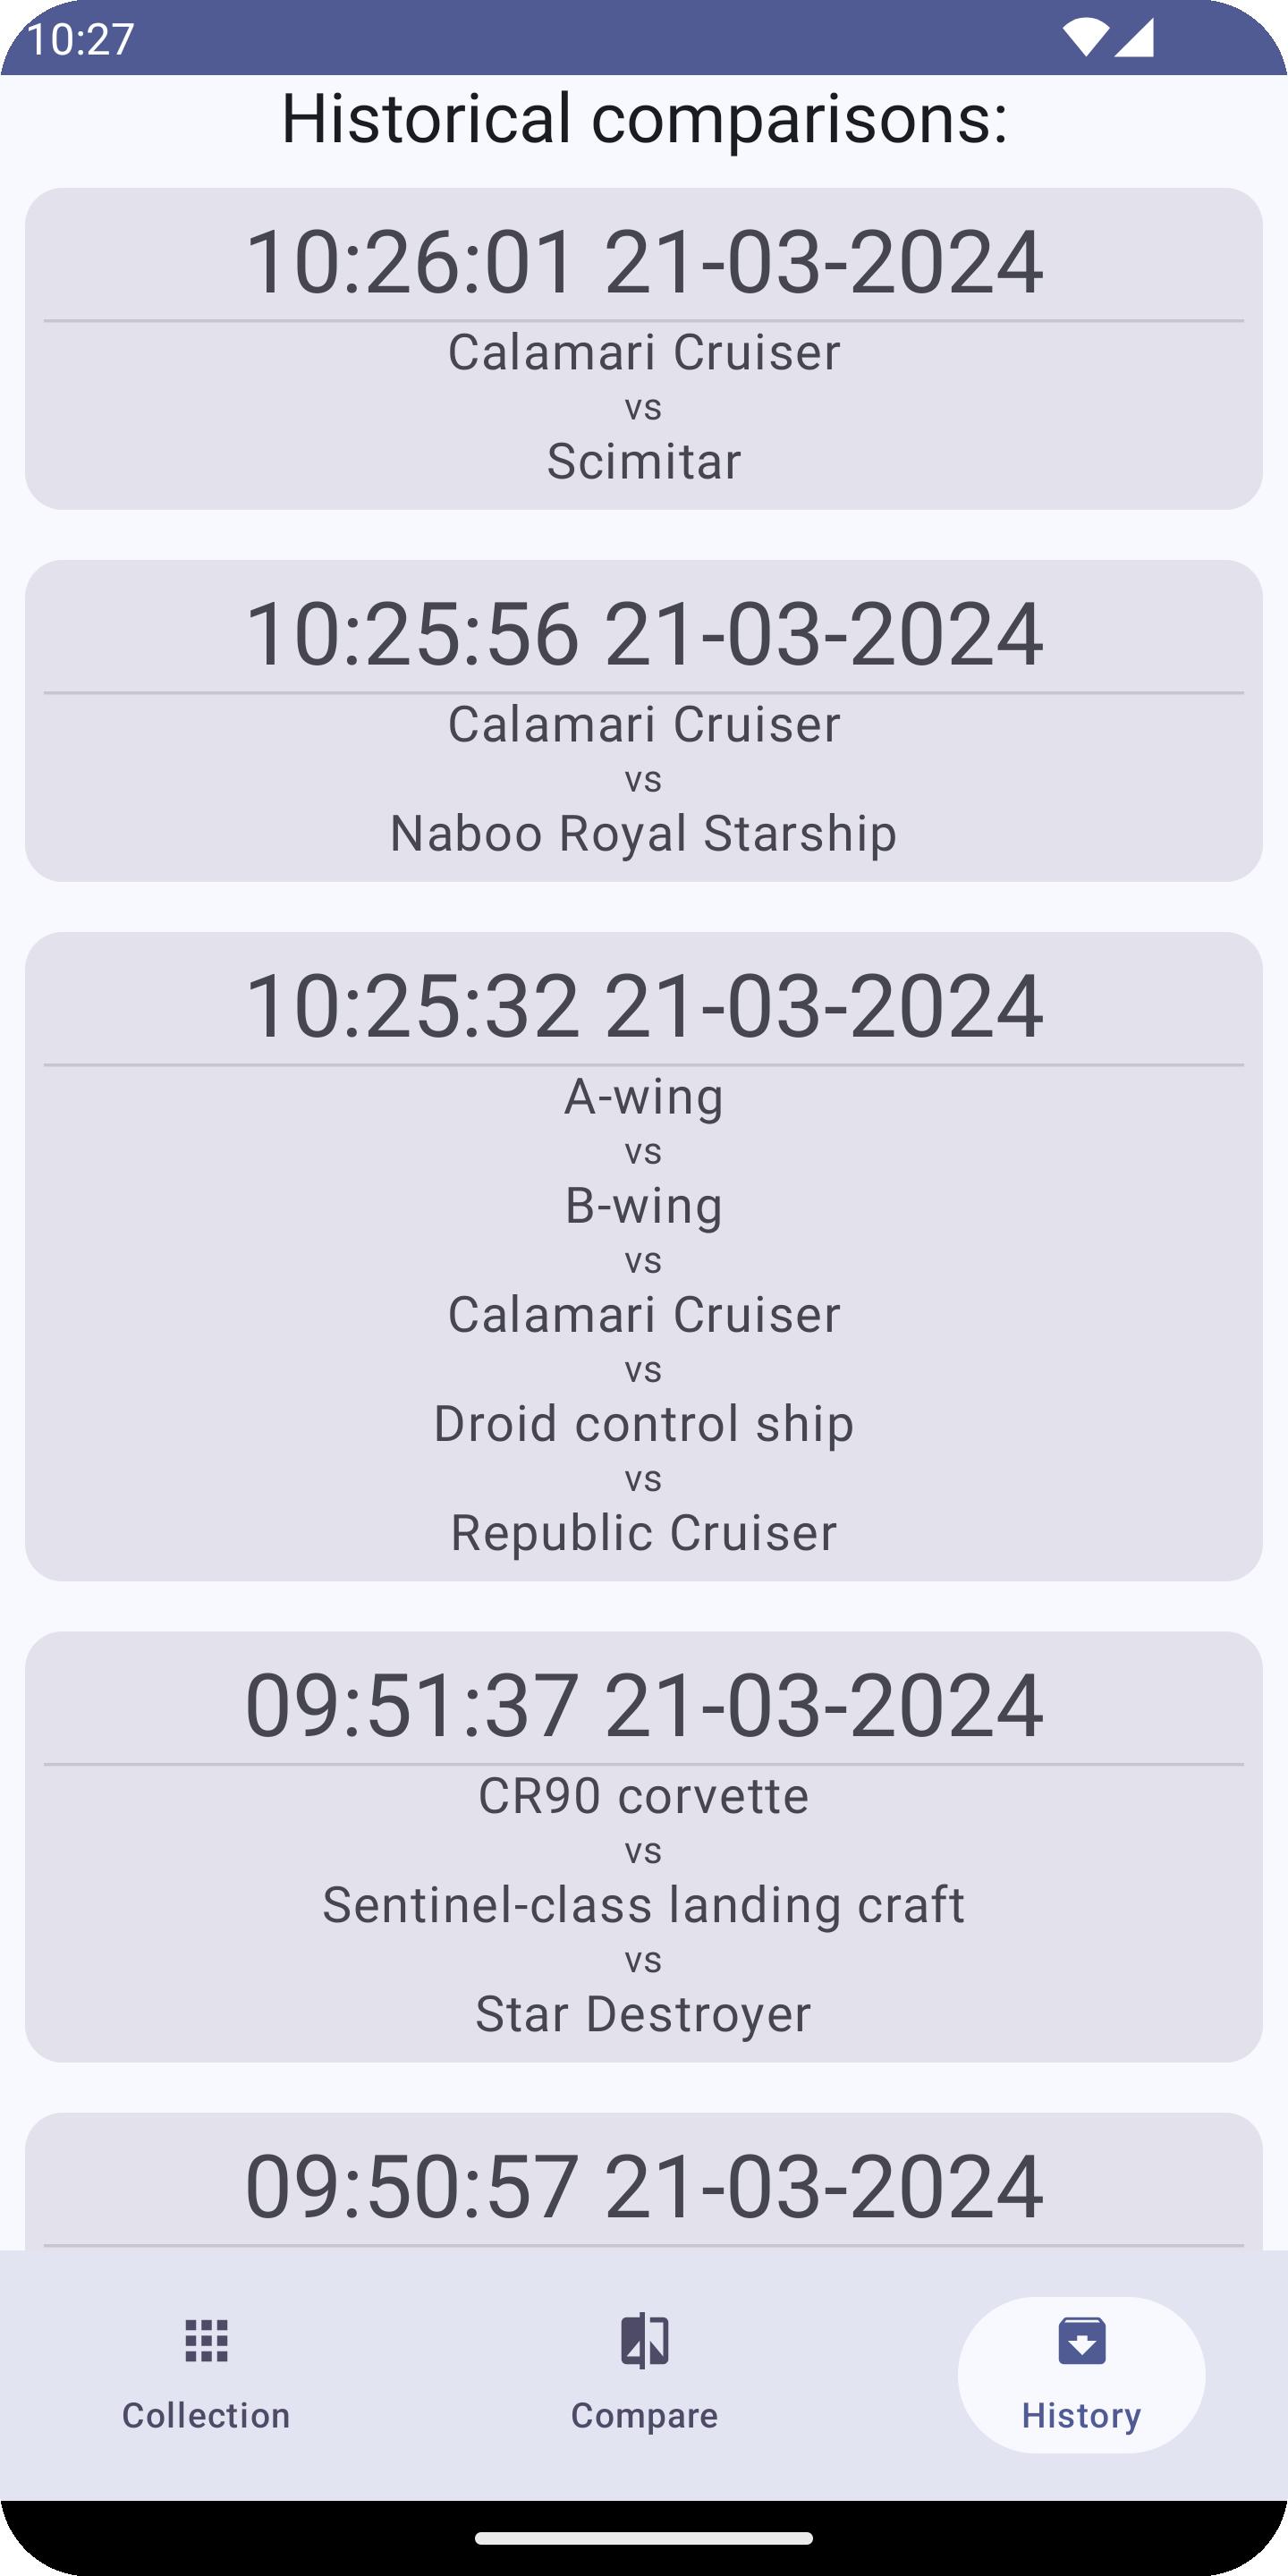 10:27
Historical comparisons:
10:26:01 21-03-2024
Calamari Cruiser
vs
Scimitar
10:25:56 21-03-2024
Calamari Cruiser
vs
Naboo Royal Starship
10:25:32 21-03-2024
A-wing
vs
B-wing
vs
Calamari Cruiser
vs
Droid control ship
vs
Republic Cruiser
09:51:37 21-03-2024
CR90 corvette
vs
Sentinel-class landing craft
vs
Star Destroyer
09:50:57 21-03-2024
Collection
Compare
History